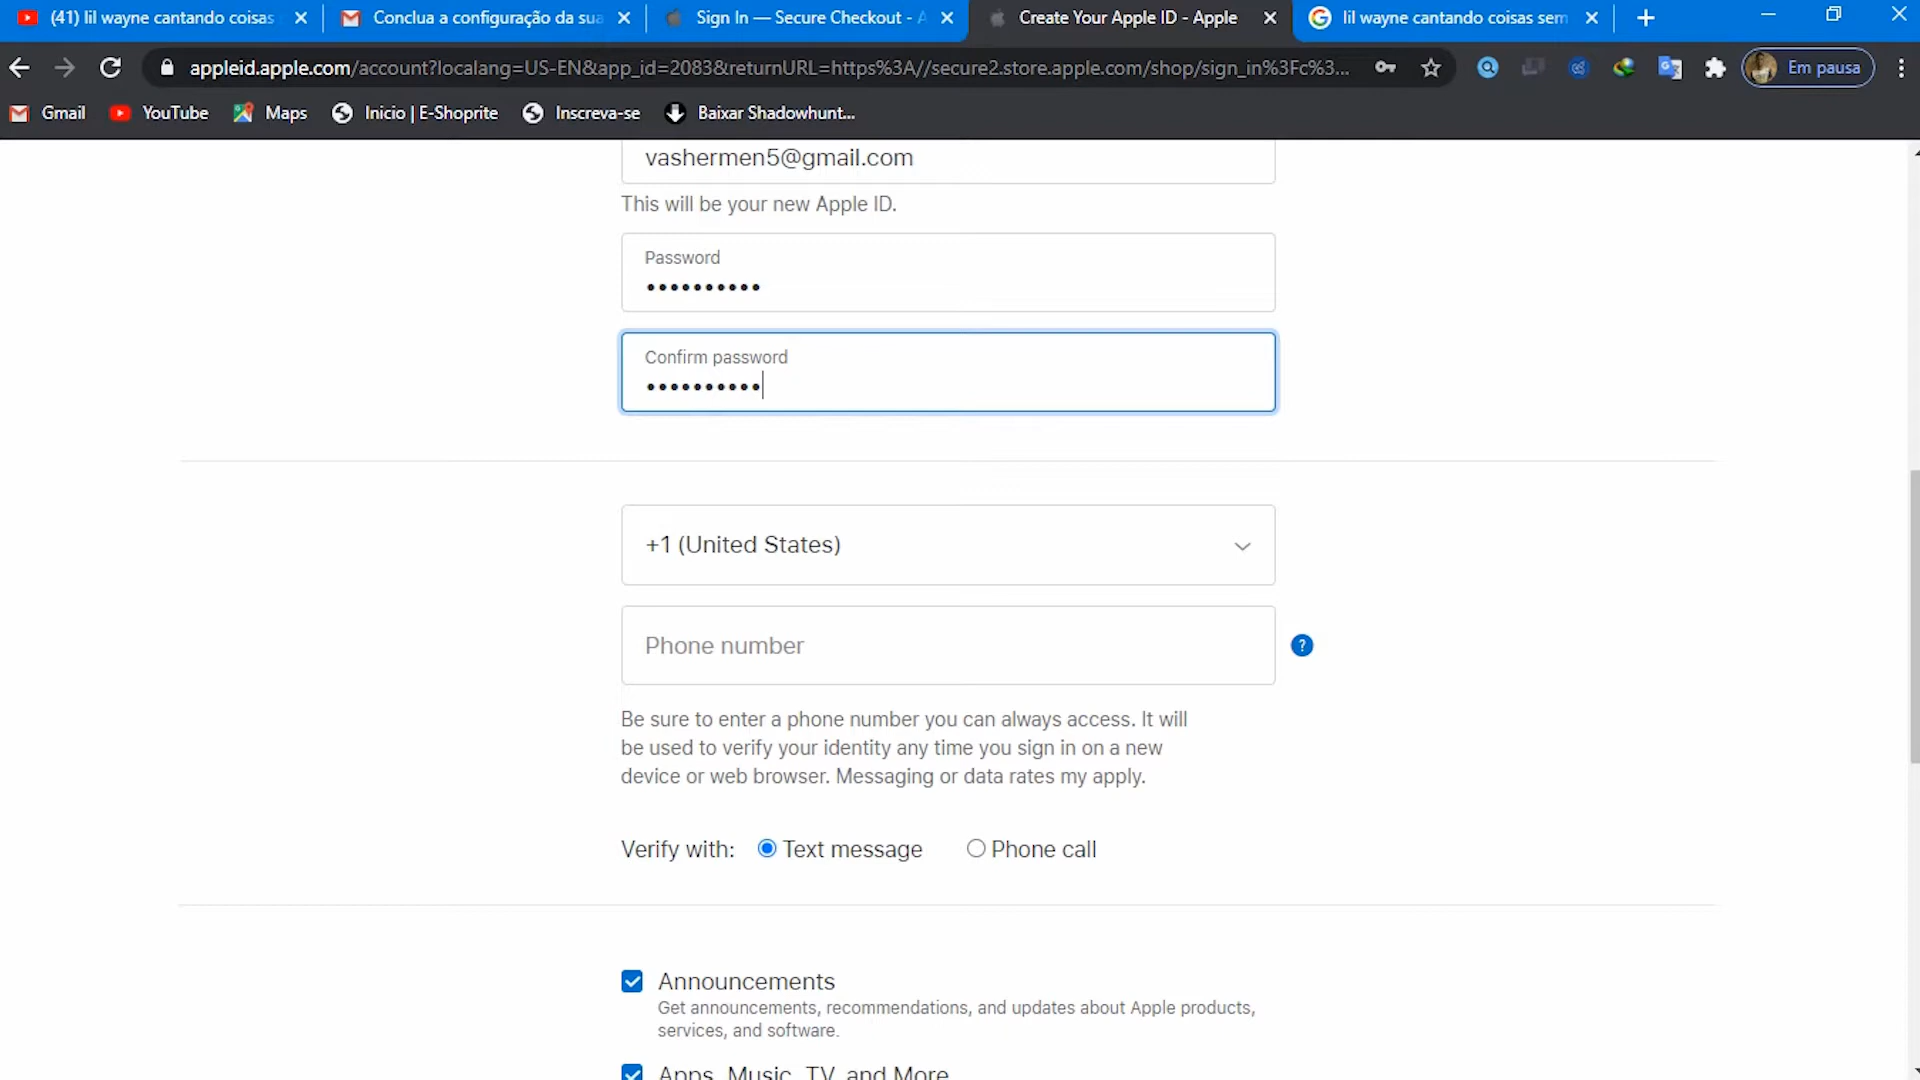 (41) lil wayne cantando coisas
Conclua a configuração da sua
Sign In — Secure Checkout - A
Create Your Apple ID - Apple
lil wayne cantando coisas sem
appleid.apple.com/account?localang=US-EN&app_id=2083&returnURL=https%3A//secure2.store.apple.com/shop/sign_in%3Fc%3...
Em pausa
Gmail
YouTube
Maps
Inicio | E-Shoprite
Inscreva-se
Baixar Shadowhunt...
vashermen5@gmail.com
This will be your new Apple ID.
Password
Confirm password
+1 (United States)
Phone number
?
Be sure to enter a phone number you can always access. It will
be used to verify your identity any time you sign in on a new
device or web browser. Messaging or data rates my apply.
Verify with: Text message Phone call
Announcements
Get announcements, recommendations, and updates about Apple products,
services, and software.
Apps, Music, TV, and More